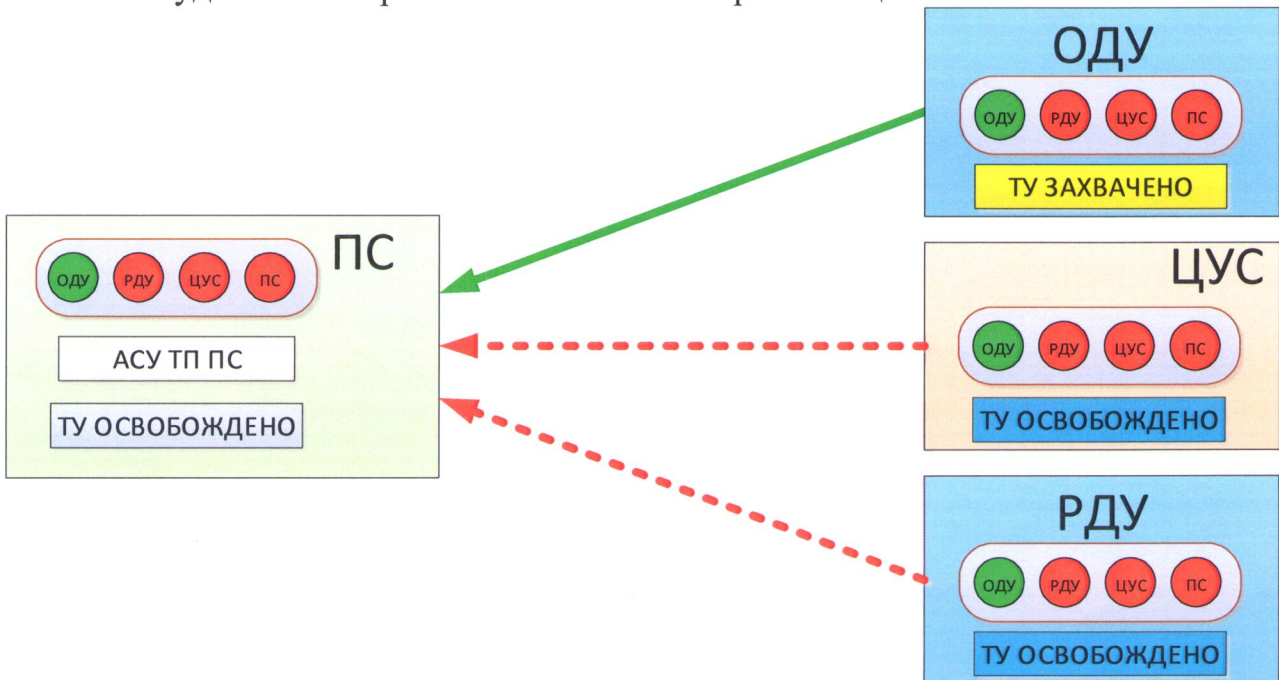 ОДУ
ОДУ РДУ ЦУС ПС
ТУ ЗАХВАЧЕНО
ПС
ОДУ РДУ ЦУС ПС
АСУ ТП ПС
ТУ ОСВОБОЖДЕНО
ЦУС
ОДУ РДУ ЦУС ПС
ТУ ОСВОБОЖДЕНО
РДУ
ОДУ РДУ ЦУС ПС
ТУ ОСВОБОЖДЕНО